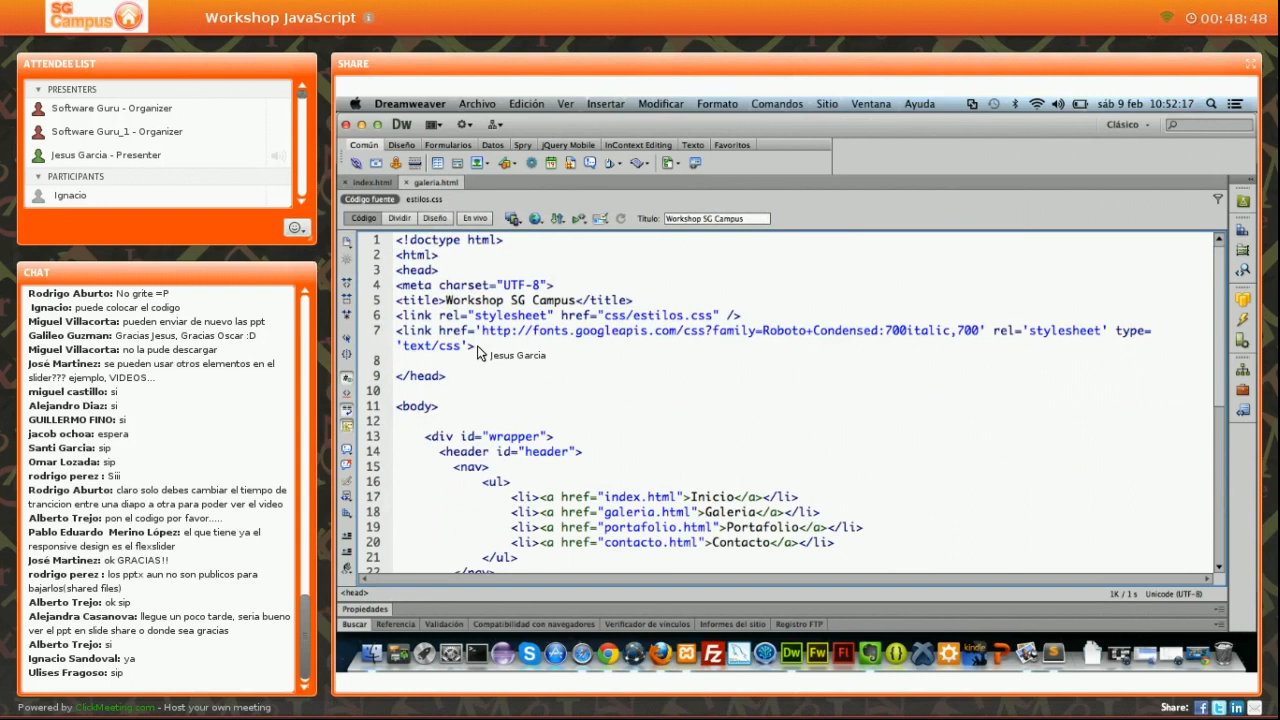 SG Campus
Workshop JavaScript
00:48:48
ATTENDEE LIST
PRESENTERS
Software Guru - Organizer
Software Guru_1 - Organizer
Jesus Garcia - Presenter
PARTICIPANTS
Ignacio
CHAT
Rodrigo Aburto: No grite =P
Ignacio: puede colocar el codigo
Miguel Villacorta: pueden enviar de nuevo las ppt
Galileo Guzman: Gracias Jesus, Gracias Oscar :D
Miguel Villacorta: no la pude descargar
José Martinez: se pueden usar otros elementos en el
slider??? ejemplo, VIDEOS...
miguel castillo: si
Alejandro Diaz: si
GUILLERMO FINO: si
jacob ochoa: espera
Santi Garcia: sip
Omar Lozada: sip
rodrigo perez : Siii
Rodrigo Aburto: claro solo debes cambiar el tiempo de
trancicion entre una diapo a otra para poder ver el video
Alberto Trejo: pon el codigo por favor.....
Pablo Eduardo Merino López: el que tiene ya el
responsive design es el flexslider
José Martinez: ok GRACIAS!!
rodrigo perez : los pptx aun no son publicos para
bajarlos(shared files)
Alberto Trejo: ok sip
Alejandra Casanova: llegue un poco tarde, seria bueno
ver el ppt en slide share o donde sea gracias
Alberto Trejo: si
Ignacio Sandoval: ya
Ulises Fragoso: sip
SHARE
Dreamweaver Archivo Edición Ver Insertar Modificar Formato Comandos Sitio Ventana Ayuda sáb 9 feb 10:52:17
Dw Clásico
Común Diseño Formularios Datos Spry jQuery Mobile InContext Editing Texto Favoritos
index.html galeria.html
Código fuente estilos.css
Código Dividir Diseño En vivo Título: Workshop SG Campus
1 <!doctype html>
2 <html>
3 <head>
4 <meta charset="UTF-8">
5 <title>Workshop SG Campus</title>
6 <link rel="stylesheet" href="css/estilos.css" />
7 <link href='http://fonts.googleapis.com/css?family=Roboto+Condensed:700italic,700' rel='stylesheet' type=
'text/css'>
Jesus Garcia
8
9 </head>
10
11 <body>
12
13 <div id="wrapper">
14 <header id="header">
15 <nav>
16 <ul>
17 <li><a href="index.html">Inicio</a></li>
18 <li><a href="galeria.html">Galeria</a></li>
19 <li><a href="portafolio.html">Portafolio</a></li>
20 <li><a href="contacto.html">Contacto</a></li>
21 </ul>
22 </nav>
<head> 1K / 1 s Unicode (UTF-8)
Propiedades
Buscar Referencia Validación Compatibilidad con navegadores Verificador de vínculos Informes del sitio Registro FTP
Dw Fw Fl kindle S
Powered by ClickMeeting.com - Host your own meeting
Share: